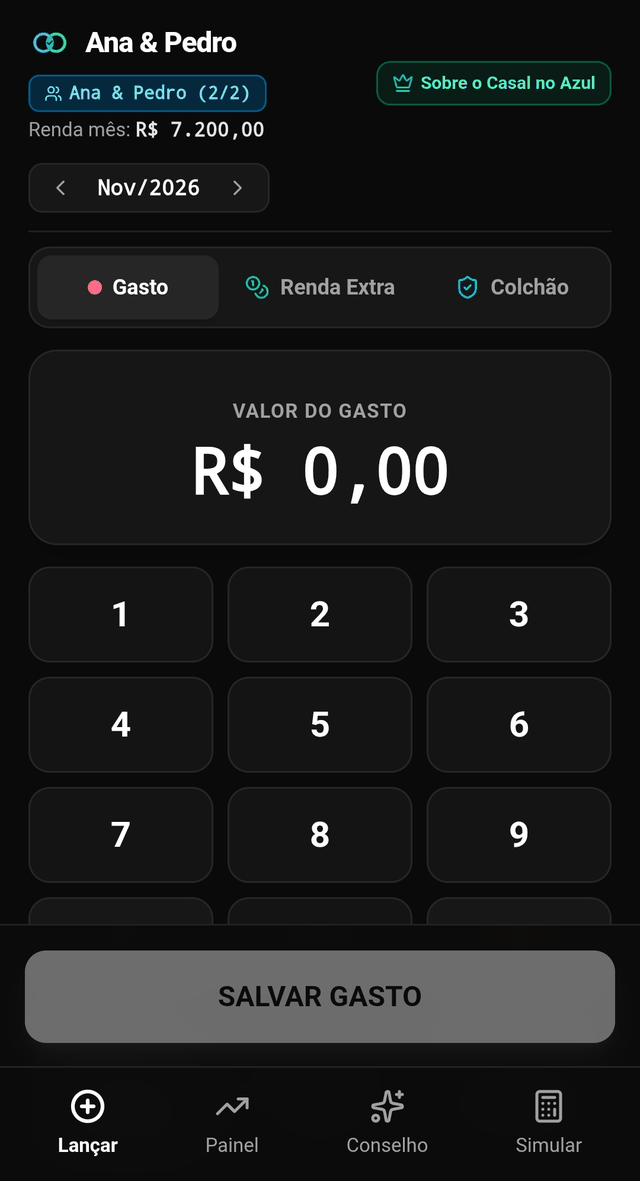 Ana & Pedro
Ana & Pedro (2/2)
Sobre o Casal no Azul
Renda mês: R$ 7.200,00
Nov/2026
Gasto
Renda Extra
Colchão
VALOR DO GASTO
R$ 0,00
1
2
3
4
5
6
7
8
9
SALVAR GASTO
Lançar
Painel
Conselho
Simular